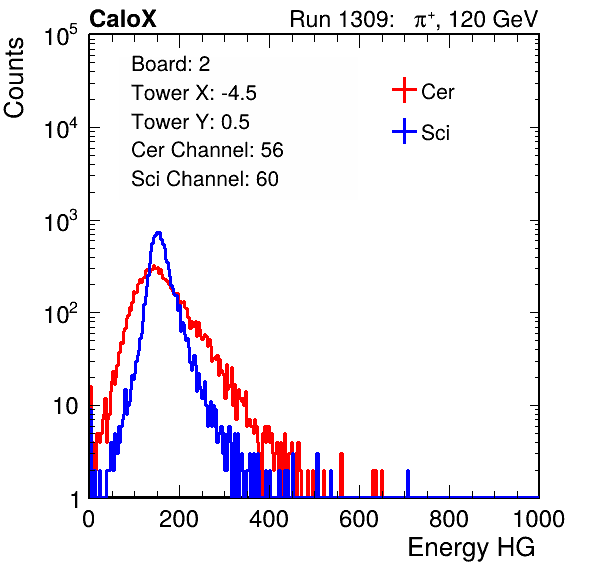 CaloX Run 1309: π⁺, 120 GeV
Counts
10⁵
10⁴
10³
10²
10
1
Board: 2
Tower X: -4.5
Tower Y: 0.5
Cer Channel: 56
Sci Channel: 60
Cer
Sci
0 200 400 600 800 1000
Energy HG